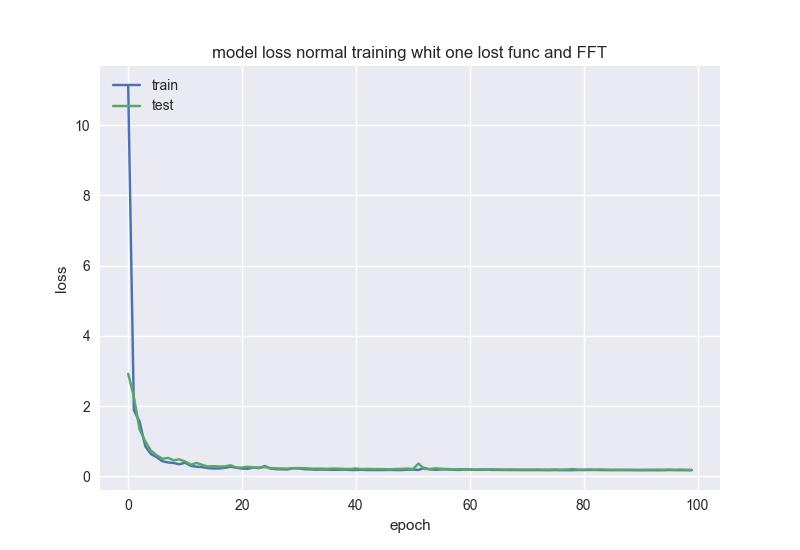 model loss normal training whit one lost func and FFT
train
test
10
8
6
4
2
0
loss
0 20 40 60 80 100
epoch